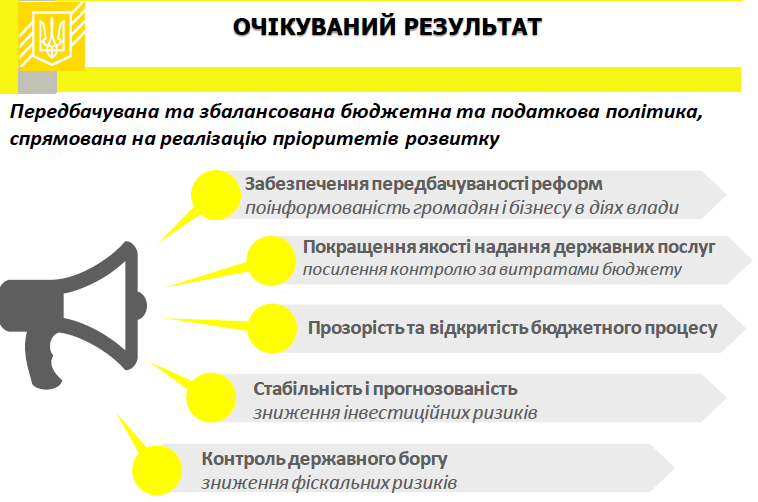 ОЧІКУВАНИЙ РЕЗУЛЬТАТ
Передбачувана та збалансована бюджетна та податкова політика,
спрямована на реалізацію пріоритетів розвитку
Забезпечення передбачуваності реформ
поінформованість громадян і бізнесу в діях влади
Покращення якості надання державних послуг
посилення контролю за витратами бюджету
Прозорість та відкритість бюджетного процесу
Стабільність і прогнозованість
зниження інвестиційних ризиків
Контроль державного боргу
зниження фіскальних ризиків